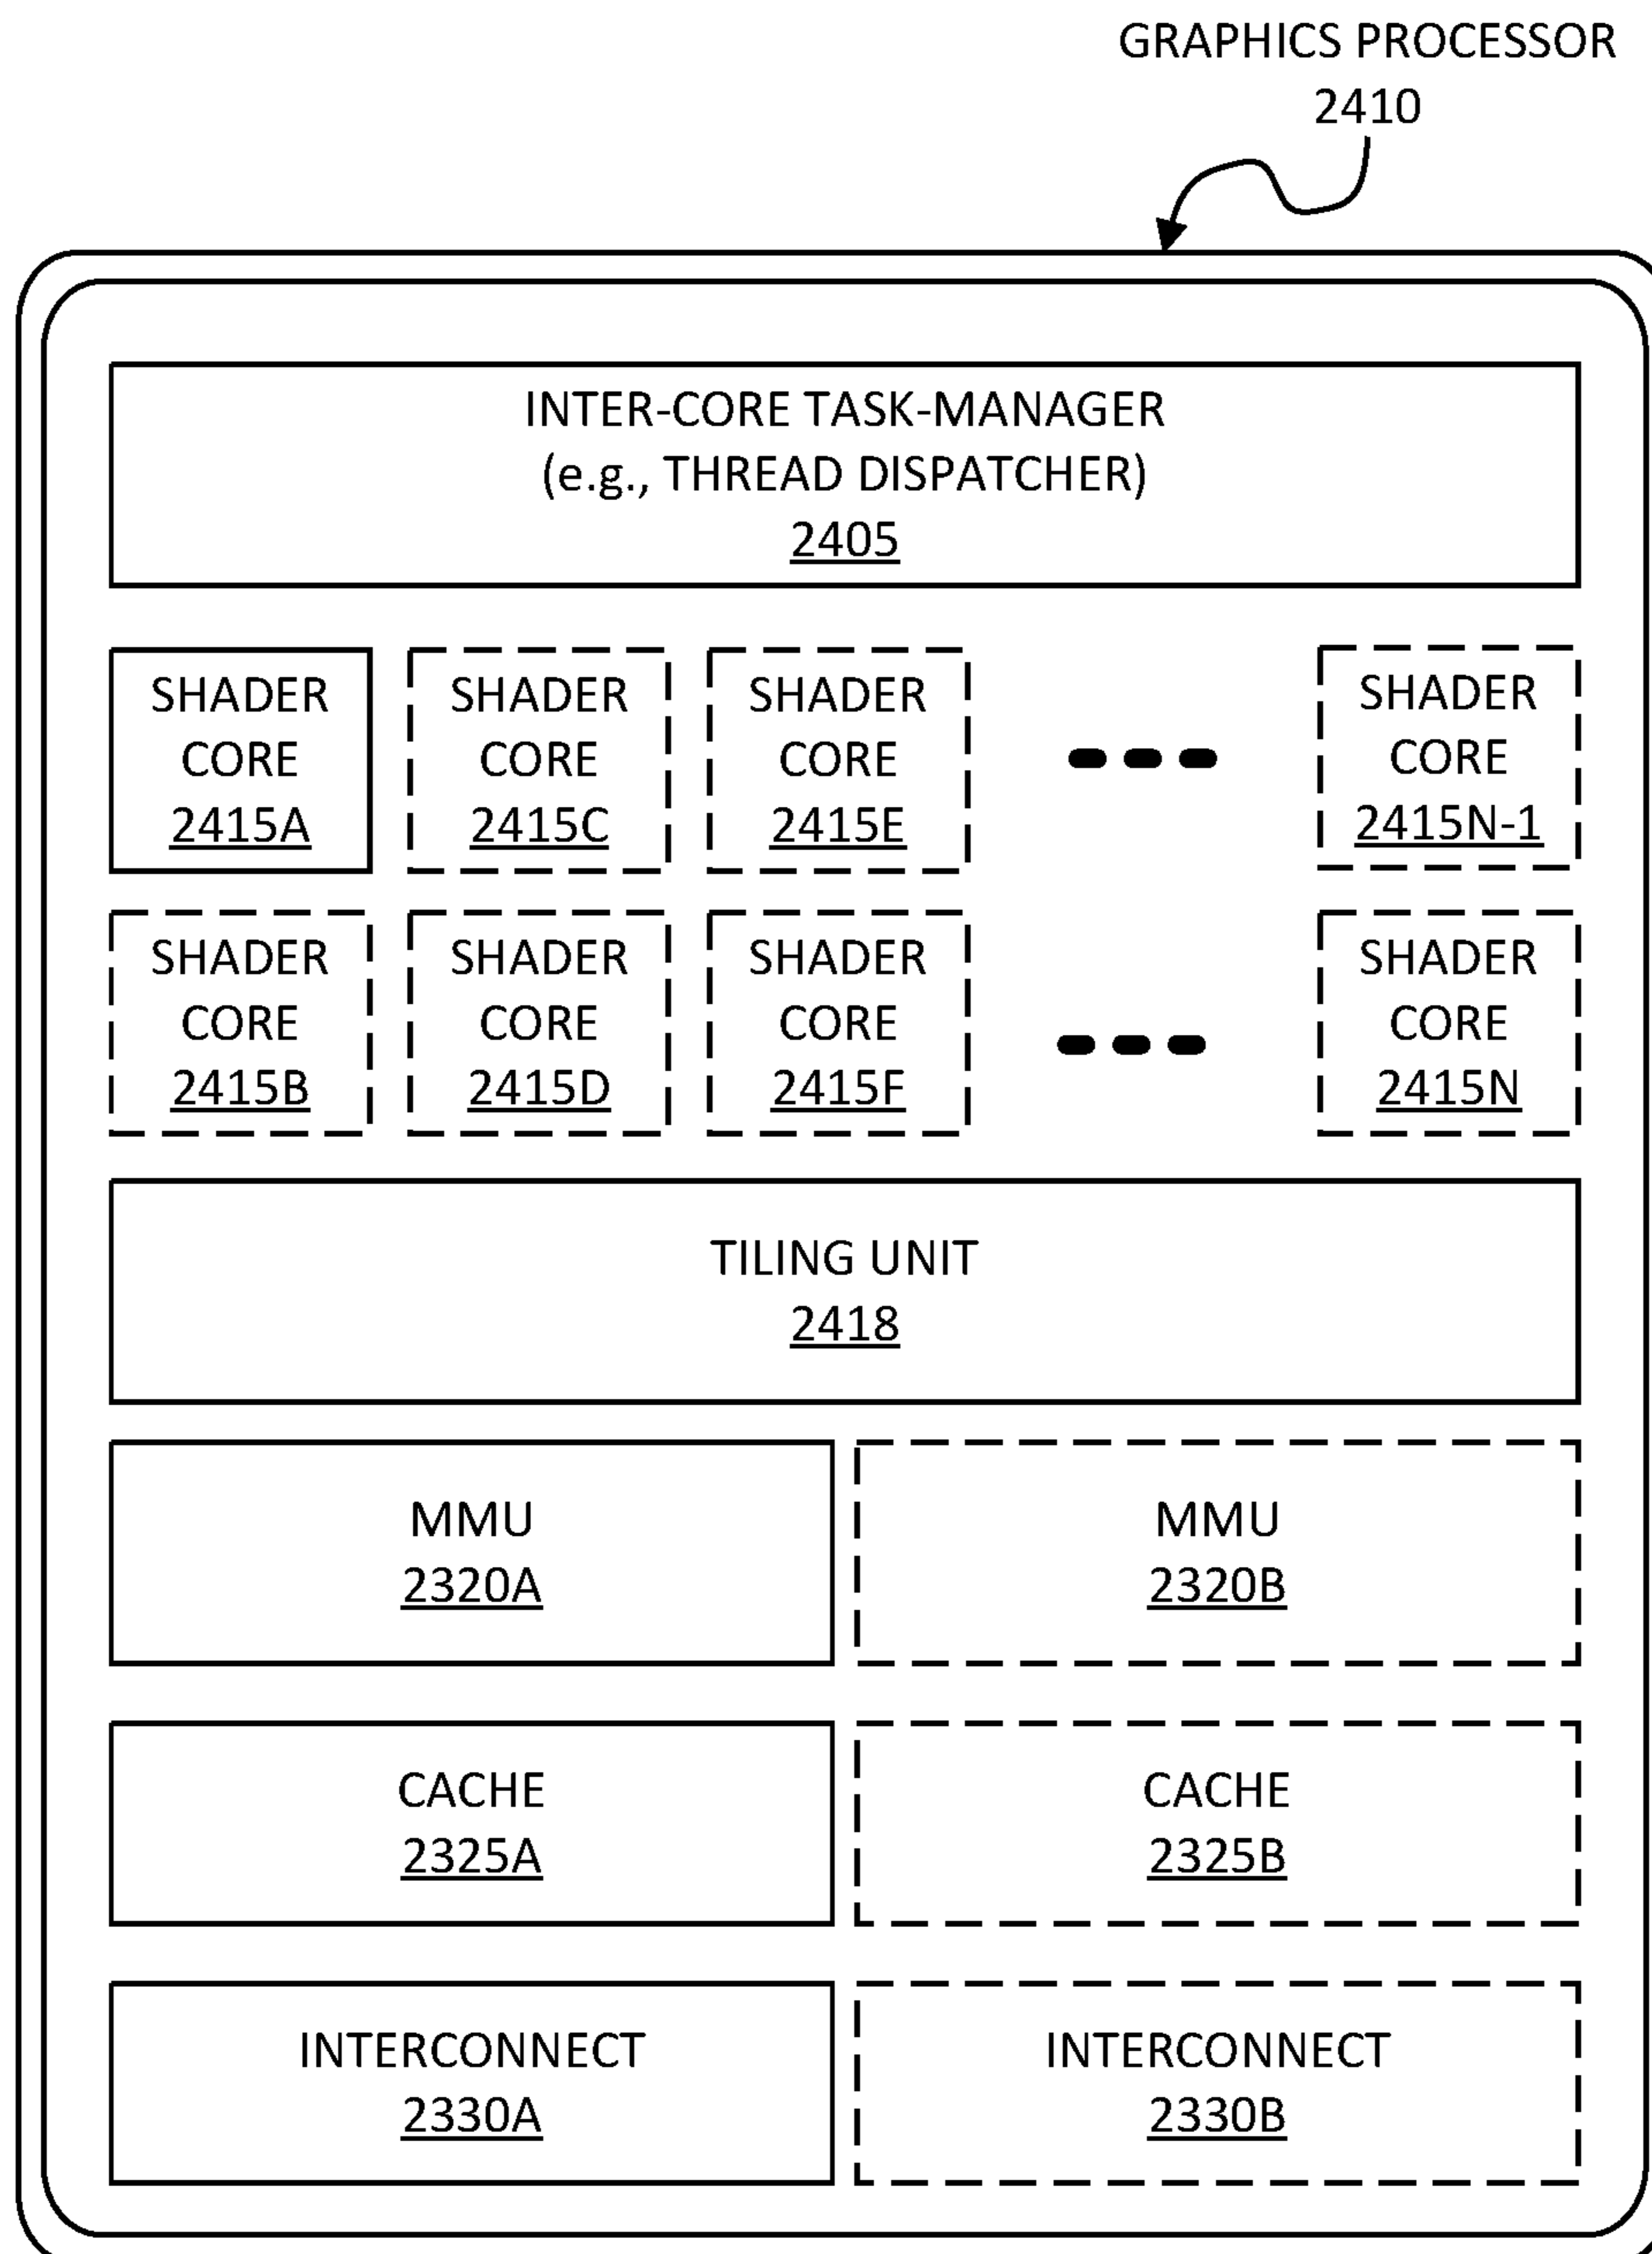 GRAPHICS PROCESSOR
2410
INTER-CORE TASK-MANAGER
(e.g., THREAD DISPATCHER)
2405
SHADER
CORE
2415A
SHADER
CORE
2415C
SHADER
CORE
2415E
SHADER
CORE
2415N-1
SHADER
CORE
2415B
SHADER
CORE
2415D
SHADER
CORE
2415F
SHADER
CORE
2415N
TILING UNIT
2418
MMU
2320A
MMU
2320B
CACHE
2325A
CACHE
2325B
INTERCONNECT
2330A
INTERCONNECT
2330B